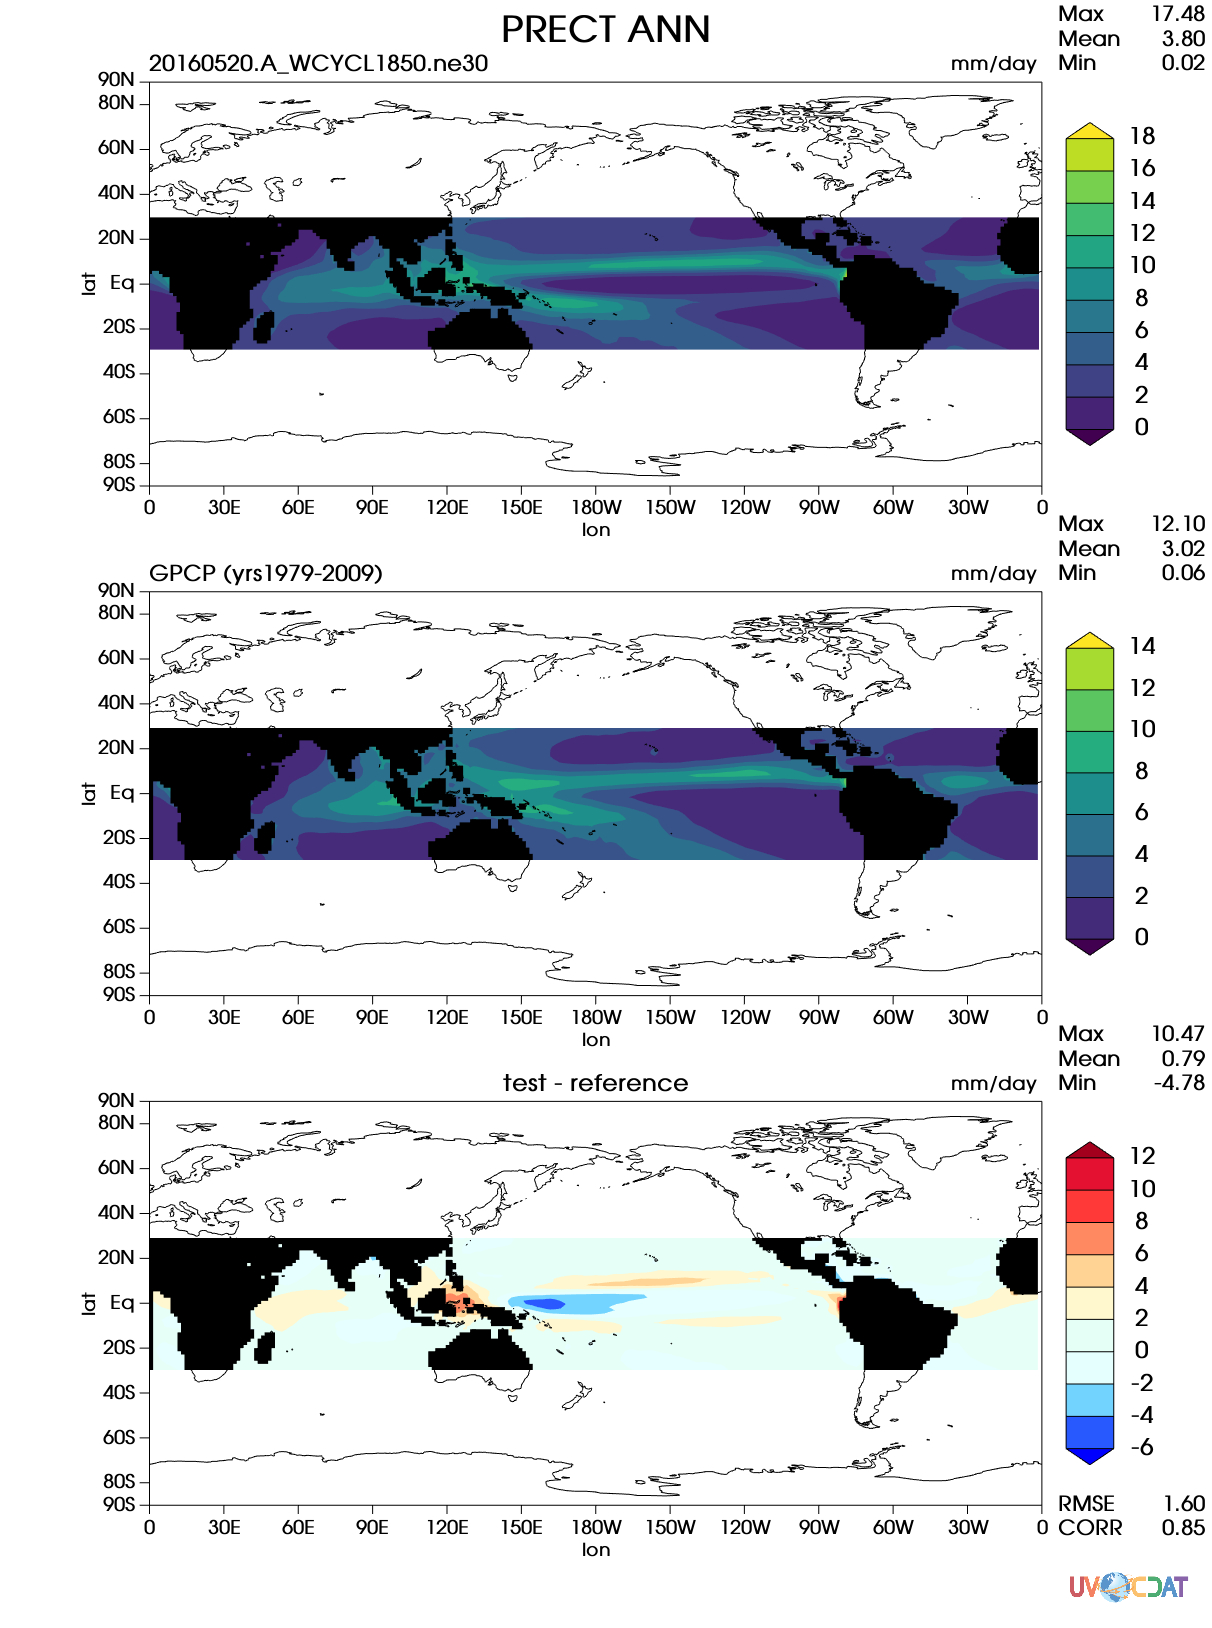 PRECT ANN
Max 17.48
Mean 3.80
Min 0.02
20160520.A_WCYCL1850.ne30 mm/day
90N
80N
60N
40N
20N
Eq
20S
40S
60S
80S
90S
lat
0 30E 60E 90E 120E 150E 180W 150W 120W 90W 60W 30W 0
lon
18
16
14
12
10
8
6
4
2
0
Max 12.10
Mean 3.02
Min 0.06
GPCP (yrs1979-2009) mm/day
90N
80N
60N
40N
20N
Eq
20S
40S
60S
80S
90S
lat
0 30E 60E 90E 120E 150E 180W 150W 120W 90W 60W 30W 0
lon
14
12
10
8
6
4
2
0
Max 10.47
Mean 0.79
Min -4.78
test - reference mm/day
90N
80N
60N
40N
20N
Eq
20S
40S
60S
80S
90S
lat
0 30E 60E 90E 120E 150E 180W 150W 120W 90W 60W 30W 0
lon
12
10
8
6
4
2
0
-2
-4
-6
RMSE 1.60
CORR 0.85
UV CDAT